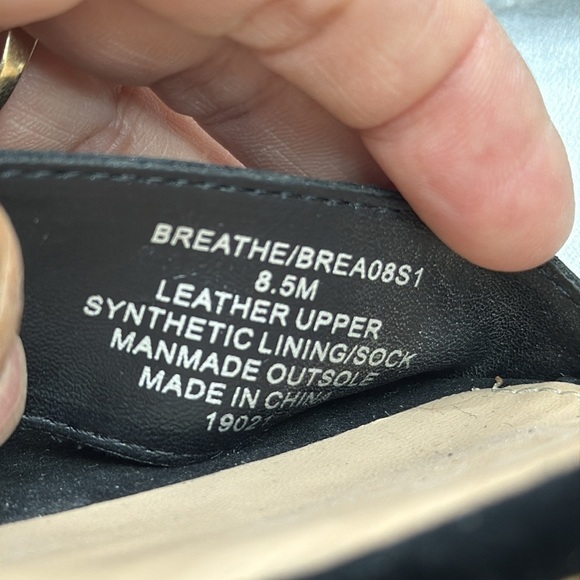 BREATHE/BREA08S1
8.5M
LEATHER UPPER
SYNTHETIC LINING/SOCK
MANMADE OUTSOLE
MADE IN CHINA